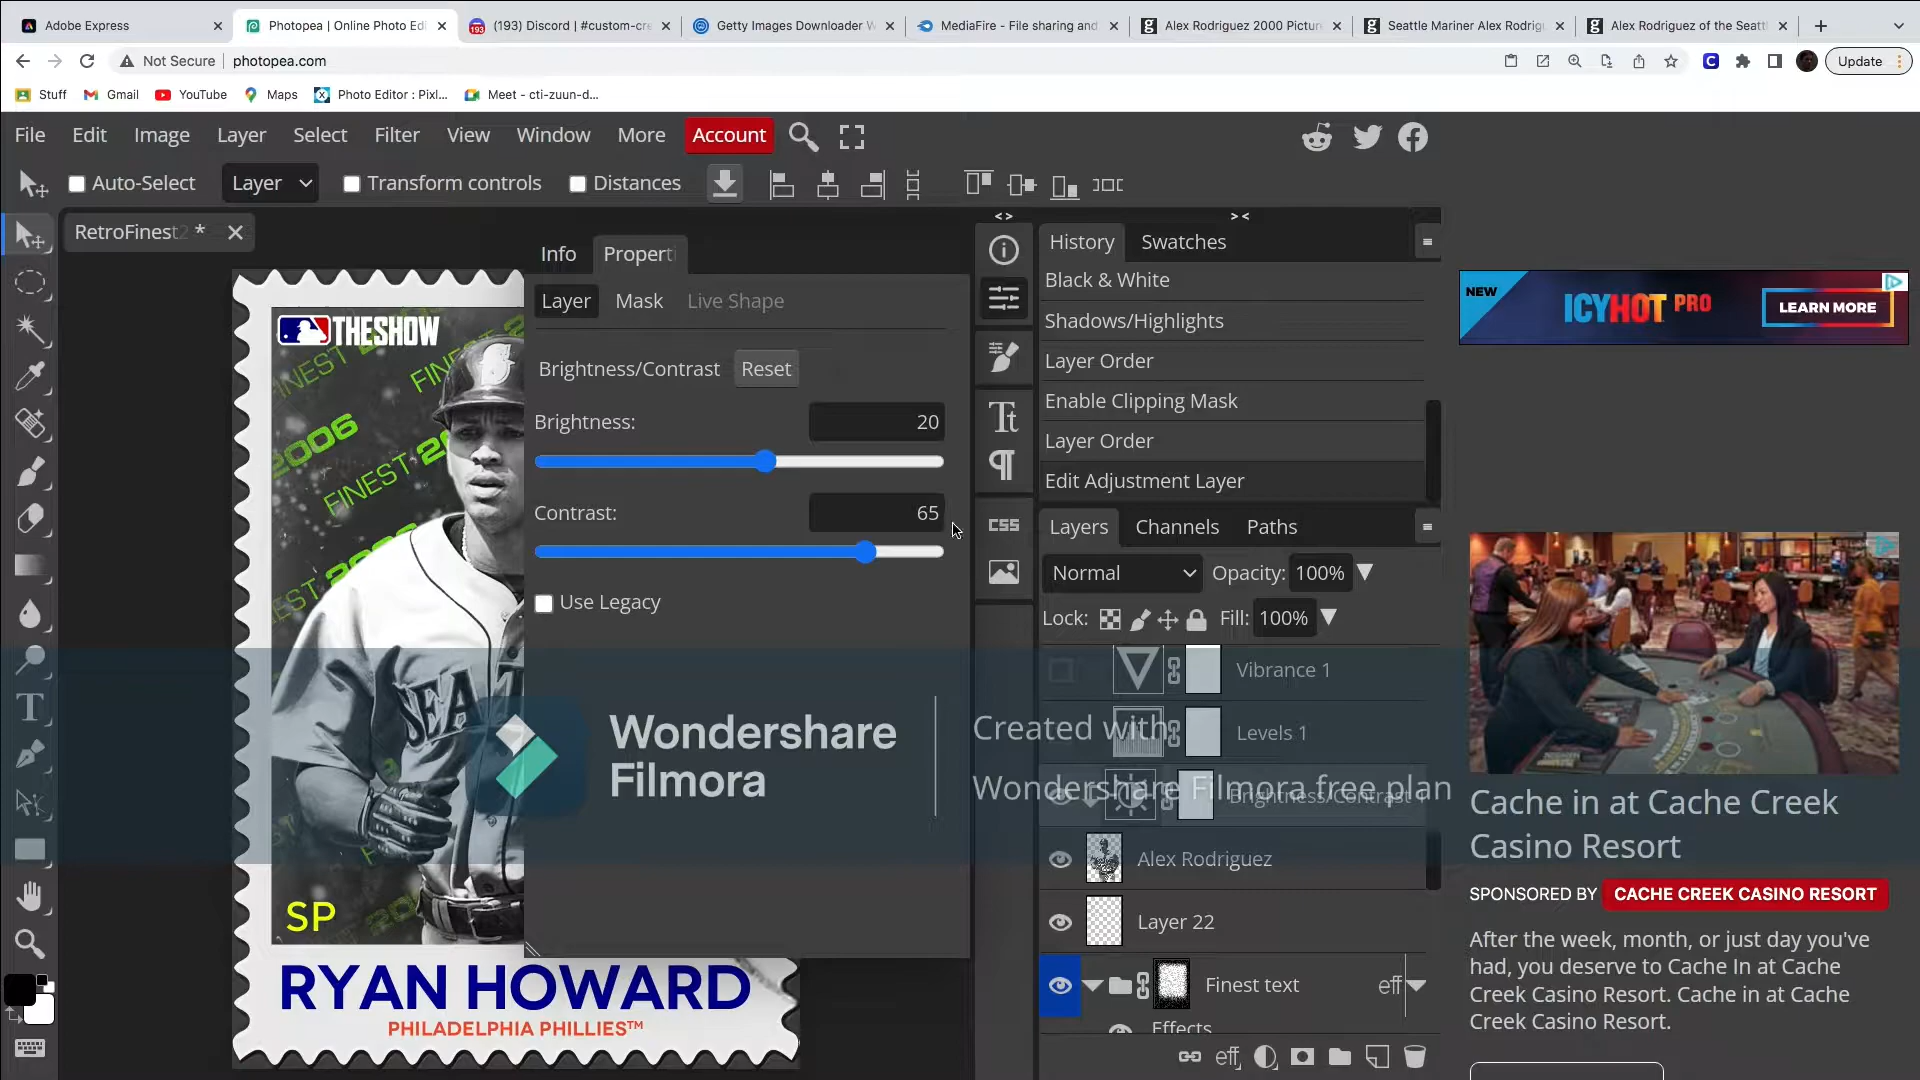 Adobe Express
Photopea | Online Photo Edi
(193) Discord | #custom-cre
Getty Images Downloader W
MediaFire - File sharing and
Alex Rodriguez 2000 Pictur
Seattle Mariner Alex Rodrigu
Alex Rodriguez of the Seatt
Not Secure
photopea.com
Update
Stuff
Gmail
YouTube
Maps
Photo Editor : Pixl...
Meet - cti-zuun-d...
File Edit Image Layer Select Filter View Window More Account
Auto-Select
Layer
Transform controls
Distances
RetroFinest2 *
Info
Properti
Layer
Mask
Live Shape
Brightness/Contrast
Reset
Brightness:
20
Contrast:
65
Use Legacy
THESHOW
FINEST
2006
FINEST
SEA
SP
RYAN HOWARD
PHILADELPHIA PHILLIES™
Wondershare
Filmora
Created with
Wondershare Filmora free plan
CSS
History
Swatches
Black & White
Shadows/Highlights
Layer Order
Enable Clipping Mask
Layer Order
Edit Adjustment Layer
Layers
Channels
Paths
Normal
Opacity:
100%
Lock:
Fill:
100%
Vibrance 1
Levels 1
Brightness/Contrast 1
Alex Rodriguez
Layer 22
Finest text
eff
Effects
eff
NEW
ICYHOT PRO
LEARN MORE
Cache in at Cache Creek
Casino Resort
SPONSORED BY
CACHE CREEK CASINO RESORT
After the week, month, or just day you've
had, you deserve to Cache In at Cache
Creek Casino Resort. Cache in at Cache
Creek Casino Resort.